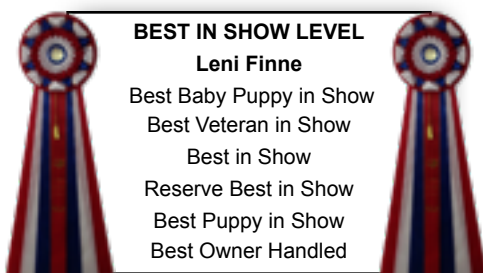 BEST IN SHOW LEVEL
Leni Finne
Best Baby Puppy in Show
Best Veteran in Show
Best in Show
Reserve Best in Show
Best Puppy in Show
Best Owner Handled